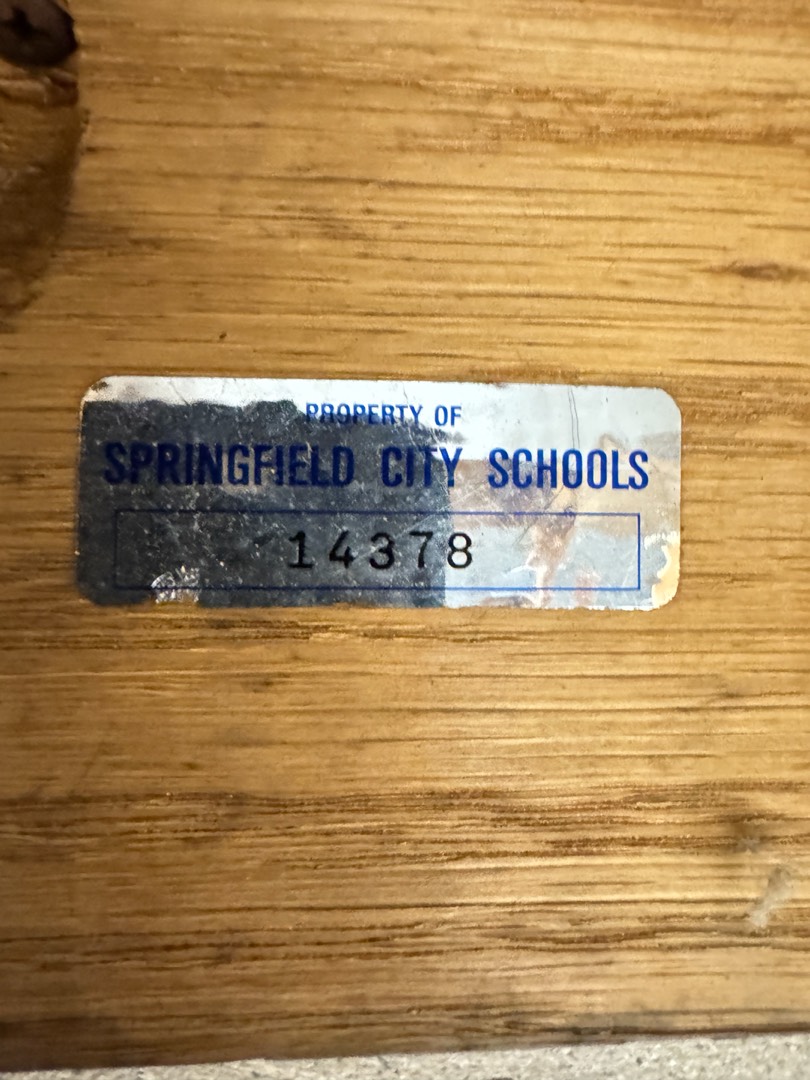 PROPERTY OF
SPRINGFIELD CITY SCHOOLS
14378